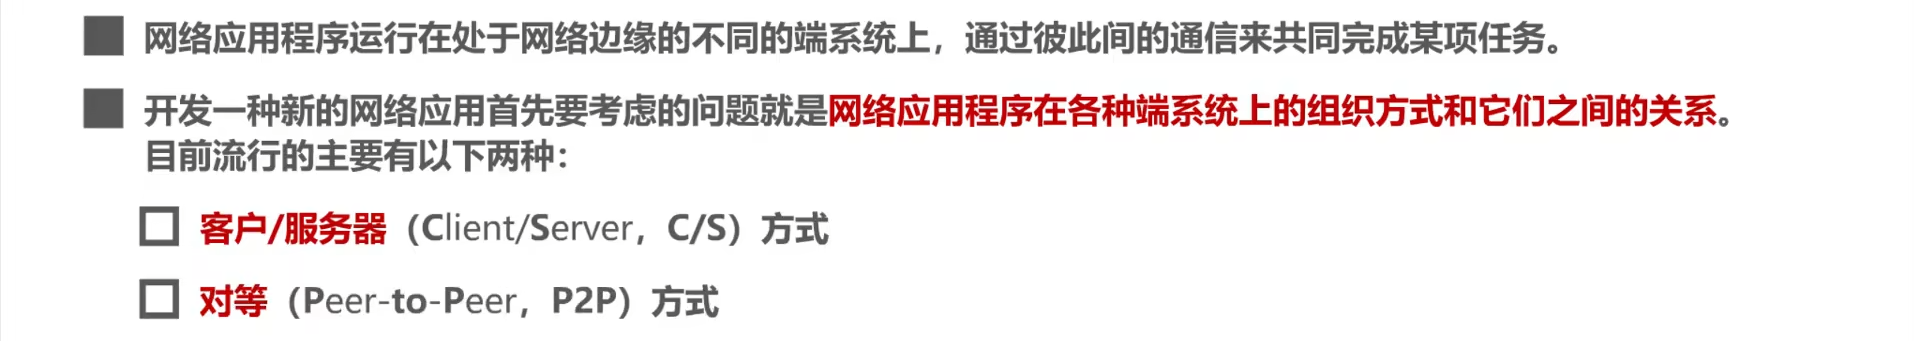 网络应用程序运行在处于网络边缘的不同的端系统上，通过彼此间的通信来共同完成某项任务。
开发一种新的网络应用首先要考虑的问题就是网络应用程序在各种端系统上的组织方式和它们之间的关系。
目前流行的主要有以下两种：
客户/服务器（Client/Server，C/S）方式
对等（Peer-to-Peer，P2P）方式